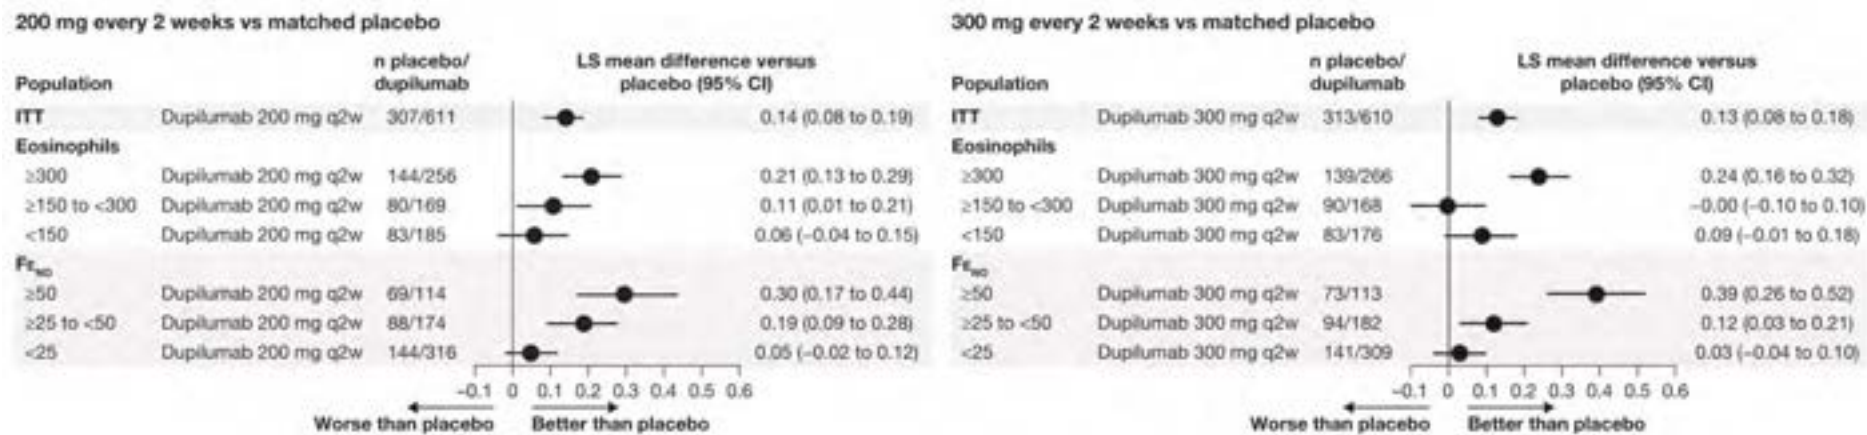 200 mg every 2 weeks vs matched placebo
n placebo/ LS mean difference versus
Population dupilumab placebo (95% CI)
ITT Dupilumab 200 mg q2w 307/611 0.14 (0.08 to 0.19)
Eosinophils
≥300 Dupilumab 200 mg q2w 144/256 0.21 (0.13 to 0.29)
≥150 to <300 Dupilumab 200 mg q2w 80/169 0.11 (0.01 to 0.21)
<150 Dupilumab 200 mg q2w 83/185 0.06 (−0.04 to 0.15)
FENO
≥50 Dupilumab 200 mg q2w 69/114 0.30 (0.17 to 0.44)
≥25 to <50 Dupilumab 200 mg q2w 88/174 0.19 (0.09 to 0.28)
<25 Dupilumab 200 mg q2w 144/316 0.05 (−0.02 to 0.12)
−0.1 0 0.1 0.2 0.3 0.4 0.5 0.6
Worse than placebo Better than placebo
300 mg every 2 weeks vs matched placebo
n placebo/ LS mean difference versus
Population dupilumab placebo (95% CI)
ITT Dupilumab 300 mg q2w 313/610 0.13 (0.08 to 0.18)
Eosinophils
≥300 Dupilumab 300 mg q2w 139/266 0.24 (0.16 to 0.32)
≥150 to <300 Dupilumab 300 mg q2w 90/168 −0.00 (−0.10 to 0.10)
<150 Dupilumab 300 mg q2w 83/176 0.09 (−0.01 to 0.18)
FENO
≥50 Dupilumab 300 mg q2w 73/113 0.39 (0.26 to 0.52)
≥25 to <50 Dupilumab 300 mg q2w 94/182 0.12 (0.03 to 0.21)
<25 Dupilumab 300 mg q2w 141/309 0.03 (−0.04 to 0.10)
−0.1 0 0.1 0.2 0.3 0.4 0.5 0.6
Worse than placebo Better than placebo